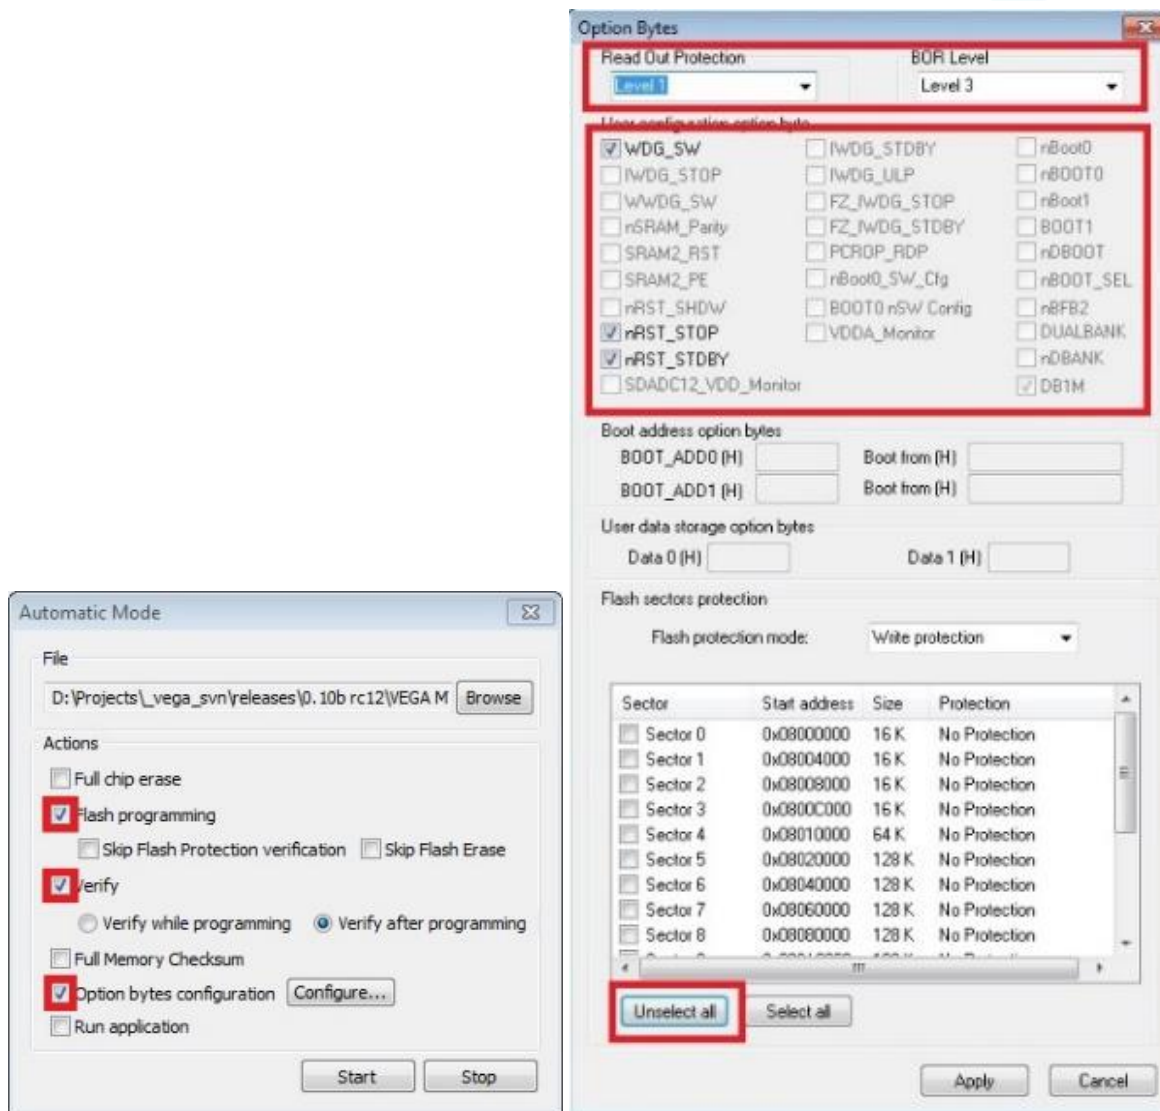 Automatic Mode
File
D:\Projects\_vega_svn\releases\0.10b rc12\VEGA M Browse
Actions
Full chip erase
Flash programming
Skip Flash Protection verification Skip Flash Erase
Verify
Verify while programming Verify after programming
Full Memory Checksum
Option bytes configuration Configure...
Run application
Start Stop
Option Bytes
Read Out Protection BOR Level
Level 1 Level 3
User configuration option byte
WDG_SW IWDG_STDBY nBoot0
IWDG_STOP IWDG_ULP nBOOT0
WWDG_SW FZ_IWDG_STOP nBoot1
nSRAM_Parity FZ_IWDG_STDBY BOOT1
SRAM2_RST PCROP_RDP nDBOOT
SRAM2_PE nBoot0_SW_Cfg nBOOT_SEL
nRST_SHDW BOOT0 nSW Config nBFB2
nRST_STOP VDDA_Monitor DUALBANK
nRST_STDBY nDBANK
SDADC12_VDD_Monitor DB1M
Boot address option bytes
BOOT_ADD0 (H) Boot from (H)
BOOT_ADD1 (H) Boot from (H)
User data storage option bytes
Data 0 (H) Data 1 (H)
Flash sectors protection
Flash protection mode: Write protection
Sector Start address Size Protection
Sector 0 0x08000000 16 K No Protection
Sector 1 0x08004000 16 K No Protection
Sector 2 0x08008000 16 K No Protection
Sector 3 0x0800C000 16 K No Protection
Sector 4 0x08010000 64 K No Protection
Sector 5 0x08020000 128 K No Protection
Sector 6 0x08040000 128 K No Protection
Sector 7 0x08060000 128 K No Protection
Sector 8 0x08080000 128 K No Protection
Unselect all Select all
Apply Cancel